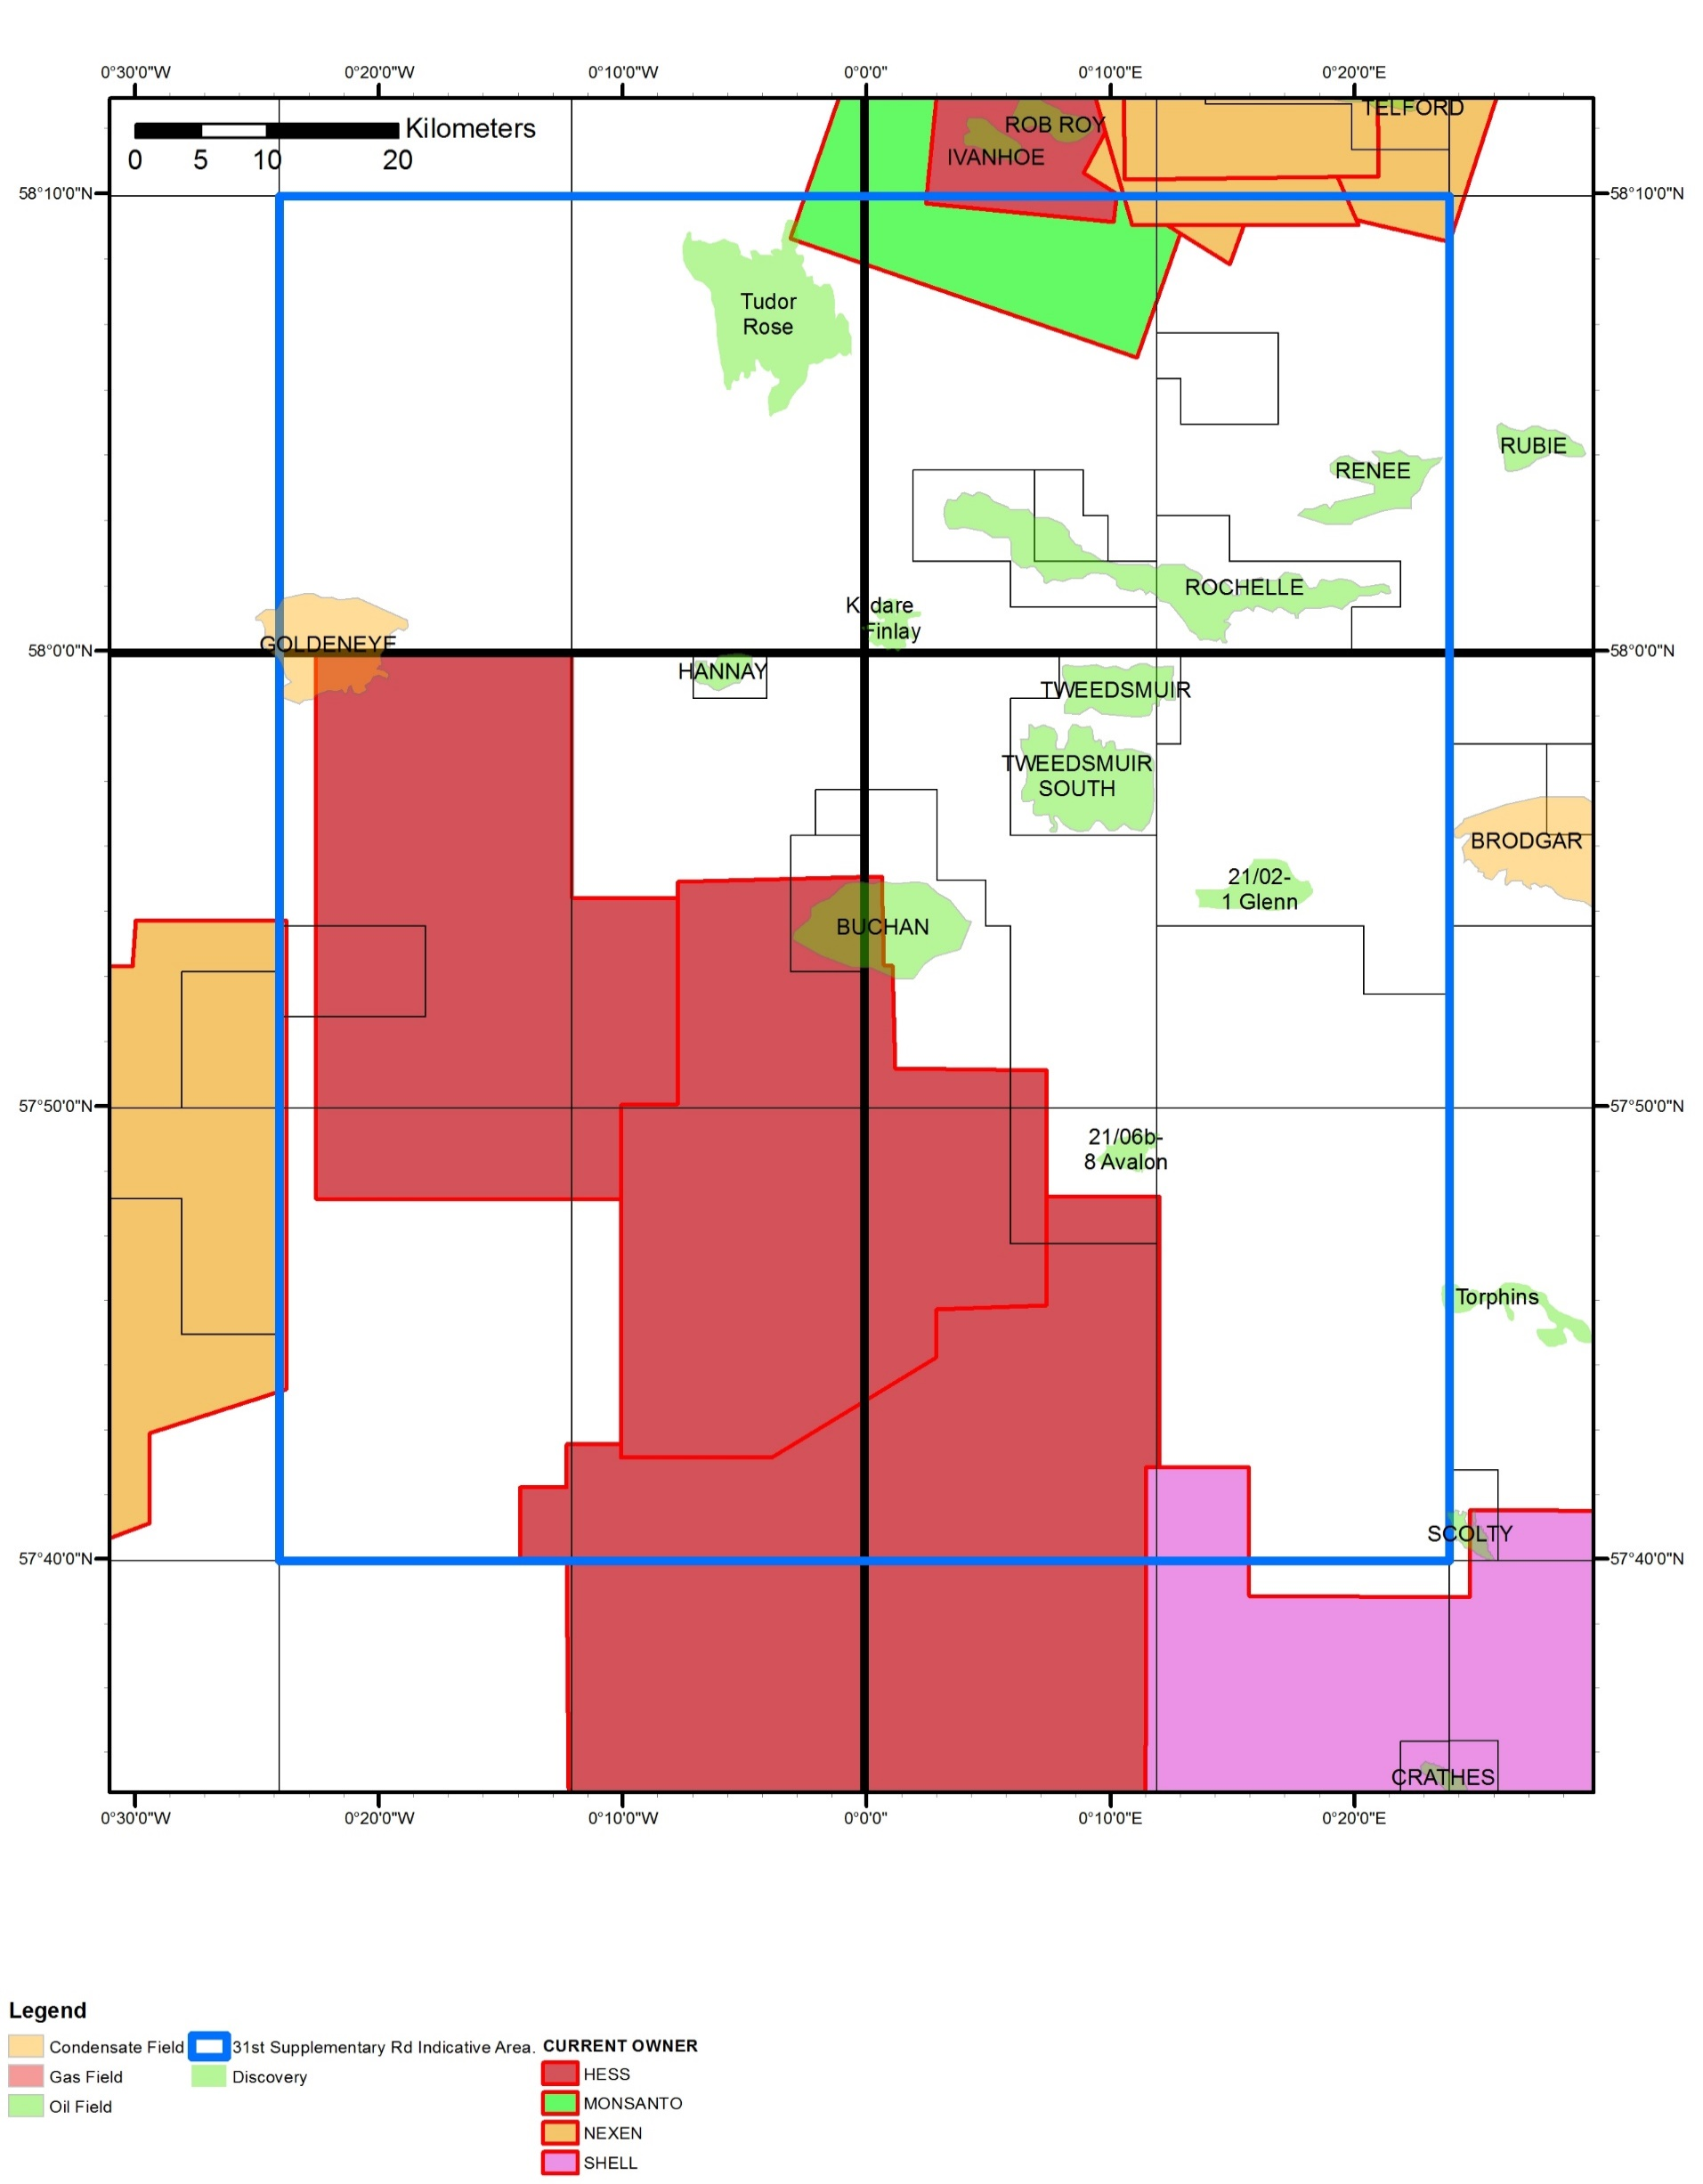 0°30'0"W 0°20'0"W 0°10'0"W 0°0'0" 0°10'0"E 0°20'0"E
Kilometers
0 5 10 20
TELFORD
ROB ROY
IVANHOE
58°10'0"N 58°10'0"N
Tudor
Rose
RUBIE
RENEE
ROCHELLE
Finlay
GOLDENEYE
58°0'0"N 58°0'0"N
HANNAY
TWEEDSMUIR
TWEEDSMUIR
SOUTH
BRODGAR
21/02-
1 Glenn
BUCHAN
57°50'0"N 57°50'0"N
21/06b-
8 Avalon
Torphins
SCOLTY
57°40'0"N 57°40'0"N
CRATHES
0°30'0"W 0°20'0"W 0°10'0"W 0°0'0" 0°10'0"E 0°20'0"E
Legend
Condensate Field
Gas Field
Oil Field
31st Supplementary Rd Indicative Area.
Discovery
CURRENT OWNER
HESS
MONSANTO
NEXEN
SHELL